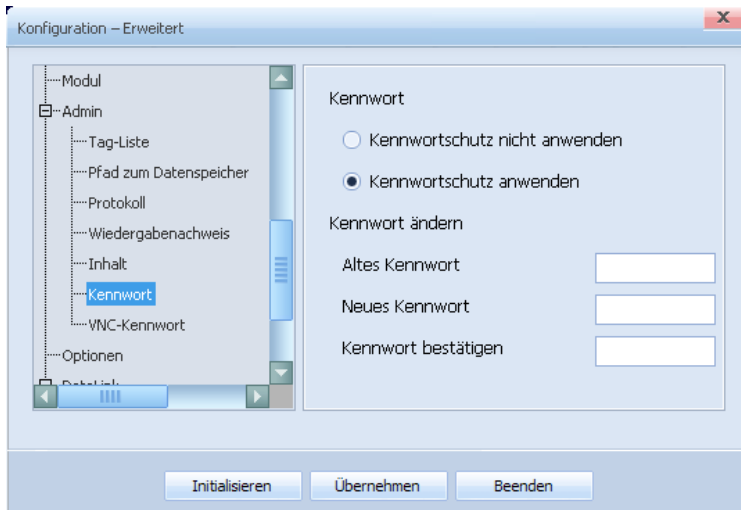 Konfiguration – Erweitert
Modul
Admin
Tag-Liste
Pfad zum Datenspeicher
Protokoll
Wiedergabenachweis
Inhalt
Kennwort
VNC-Kennwort
Optionen
DataLink
Kennwort
Kennwortschutz nicht anwenden
Kennwortschutz anwenden
Kennwort ändern
Altes Kennwort
Neues Kennwort
Kennwort bestätigen
Initialisieren
Übernehmen
Beenden